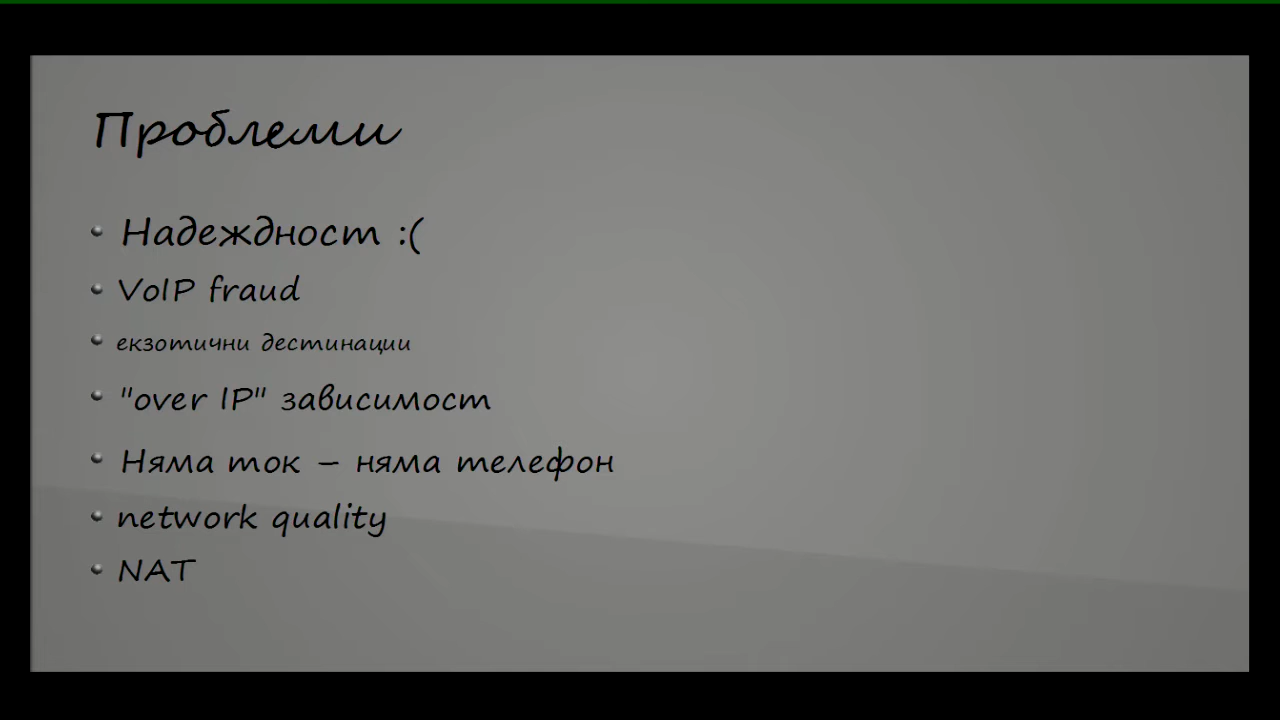 Проблеми
Надеждност :(
VoIP fraud
екзотични дестинации
"over IP" зависимост
Няма ток – няма телефон
network quality
NAT